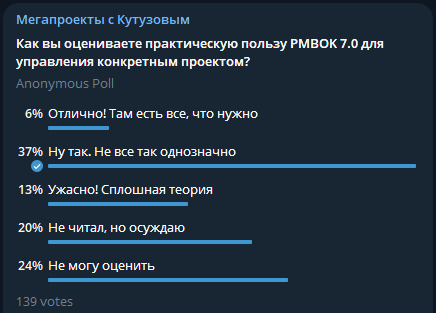 Мегапроекты с Кутузовым
Как вы оцениваете практическую пользу PMBOK 7.0 для
управления конкретным проектом?
Anonymous Poll
6% Отлично! Там есть все, что нужно
37% Ну так. Не все так однозначно
13% Ужасно! Сплошная теория
20% Не читал, но осуждаю
24% Не могу оценить
139 votes